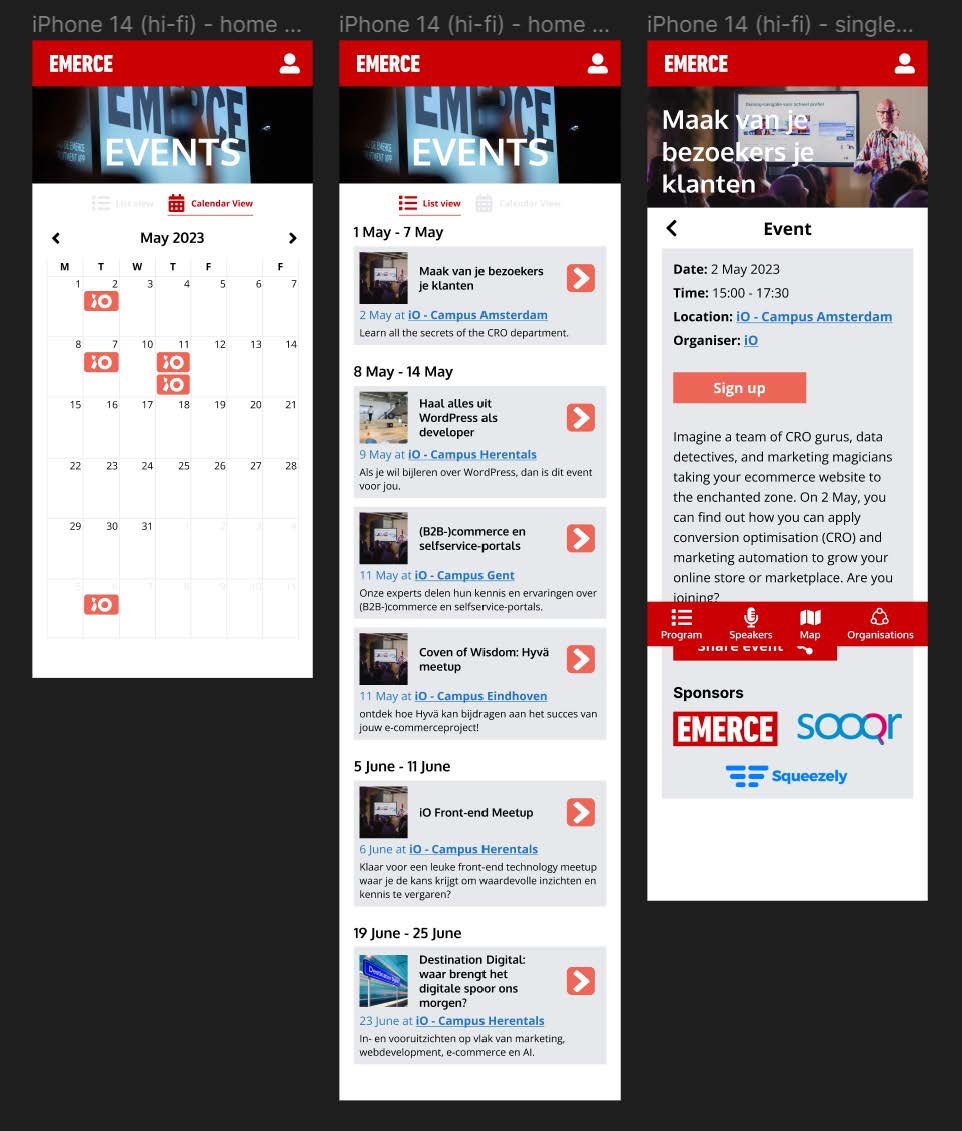 iPhone 14 (hi-fi) - home ...
EMERCE
EMERCE
EVENTS
List view
Calendar View
May 2023
M T W T F F
1 2 3 4 5 6 7
iO
8 7 10 11 12 13 14
iO iO
iO
15 16 17 18 19 20 21
22 23 24 25 26 27 28
29 30 31 1 2 3 4
5 6 7 8 9 10 11
iO
iPhone 14 (hi-fi) - home ...
EMERCE
EMERCE
EVENTS
List view
Calendar View
1 May - 7 May
Maak van je bezoekers
je klanten
2 May at iO - Campus Amsterdam
Learn all the secrets of the CRO department.
8 May - 14 May
Haal alles uit
WordPress als
developer
9 May at iO - Campus Herentals
Als je wil bijleren over WordPress, dan is dit event
voor jou.
(B2B-)commerce en
selfservice-portals
11 May at iO - Campus Gent
Onze experts delen hun kennis en ervaringen over
(B2B-)commerce en selfservice-portals.
Coven of Wisdom: Hyvä
meetup
11 May at iO - Campus Eindhoven
ontdek hoe Hyvä kan bijdragen aan het succes van
jouw e-commerceproject!
5 June - 11 June
iO Front-end Meetup
6 June at iO - Campus Herentals
Klaar voor een leuke front-end technology meetup
waar je de kans krijgt om waardevolle inzichten en
kennis te vergaren?
19 June - 25 June
Destination Digital
Destination Digital:
waar brengt het
digitale spoor ons
morgen?
23 June at iO - Campus Herentals
In- en vooruitzichten op vlak van marketing,
webdevelopment, e-commerce en AI.
iPhone 14 (hi-fi) - single...
EMERCE
Maak van je
bezoekers je
klanten
Event
Date: 2 May 2023
Time: 15:00 - 17:30
Location: iO - Campus Amsterdam
Organiser: iO
Sign up
Imagine a team of CRO gurus, data
detectives, and marketing magicians
taking your ecommerce website to
the enchanted zone. On 2 May, you
can find out how you can apply
conversion optimisation (CRO) and
marketing automation to grow your
online store or marketplace. Are you
joining?
Program
Speakers
Map
Organisations
Share event
Sponsors
EMERCE
sooqr
Squeezely